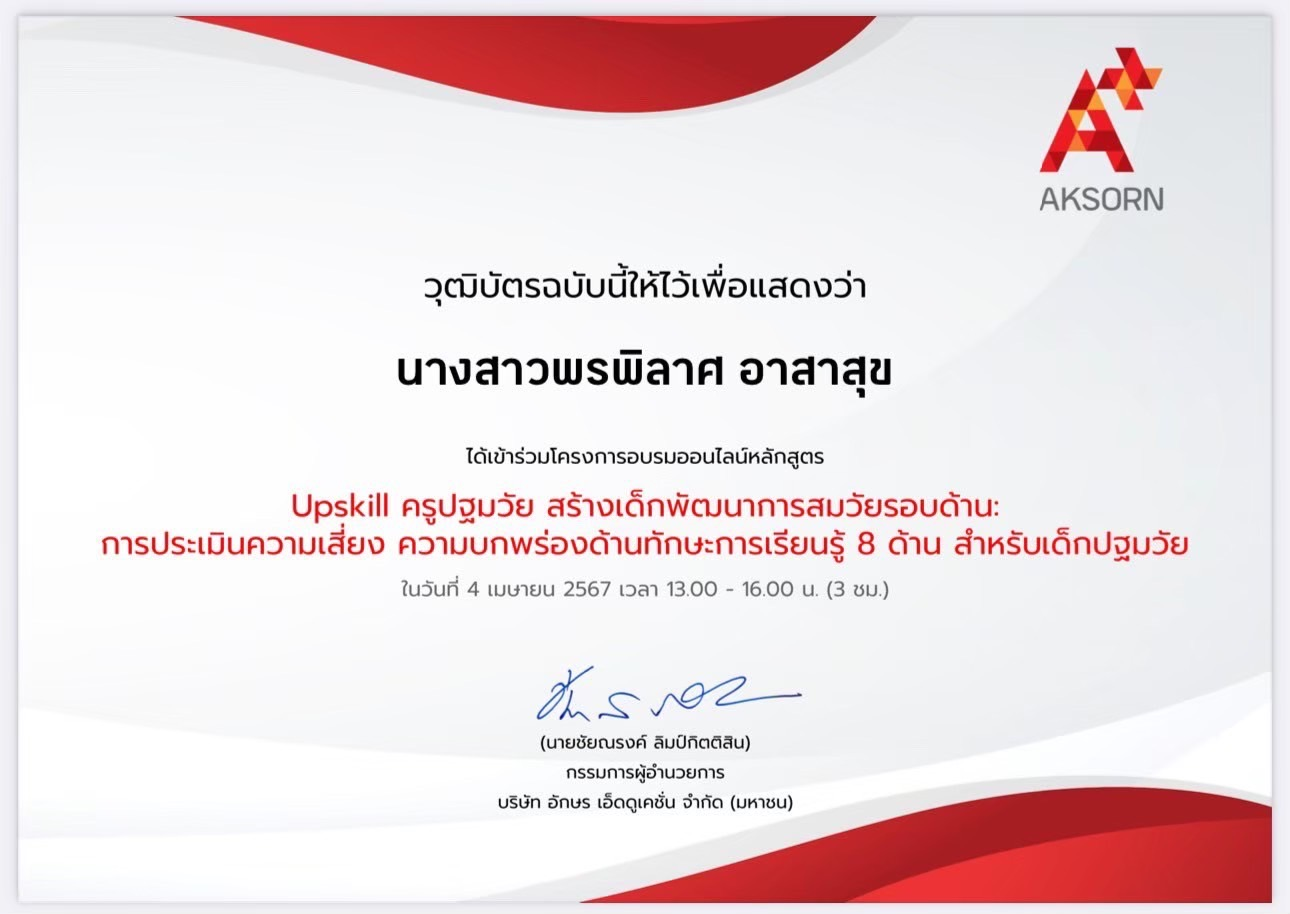 AKSORN
วุฒิบัตรฉบับนี้ให้ไว้เพื่อแสดงว่า
นางสาวพรพิลาศ อาสาสุข
ได้เข้าร่วมโครงการอบรมออนไลน์หลักสูตร
Upskill ครูปฐมวัย สร้างเด็กพัฒนาการสมวัยรอบด้าน:
การประเมินความเสี่ยง ความบกพร่องด้านทักษะการเรียนรู้ 8 ด้าน สำหรับเด็กปฐมวัย
ในวันที่ 4 เมษายน 2567 เวลา 13.00 - 16.00 น. (3 ชม.)
(นายชัยณรงค์ ลิมป์กิตติสิน)
กรรมการผู้อำนวยการ
บริษัท อักษร เอ็ดดูเคชั่น จำกัด (มหาชน)